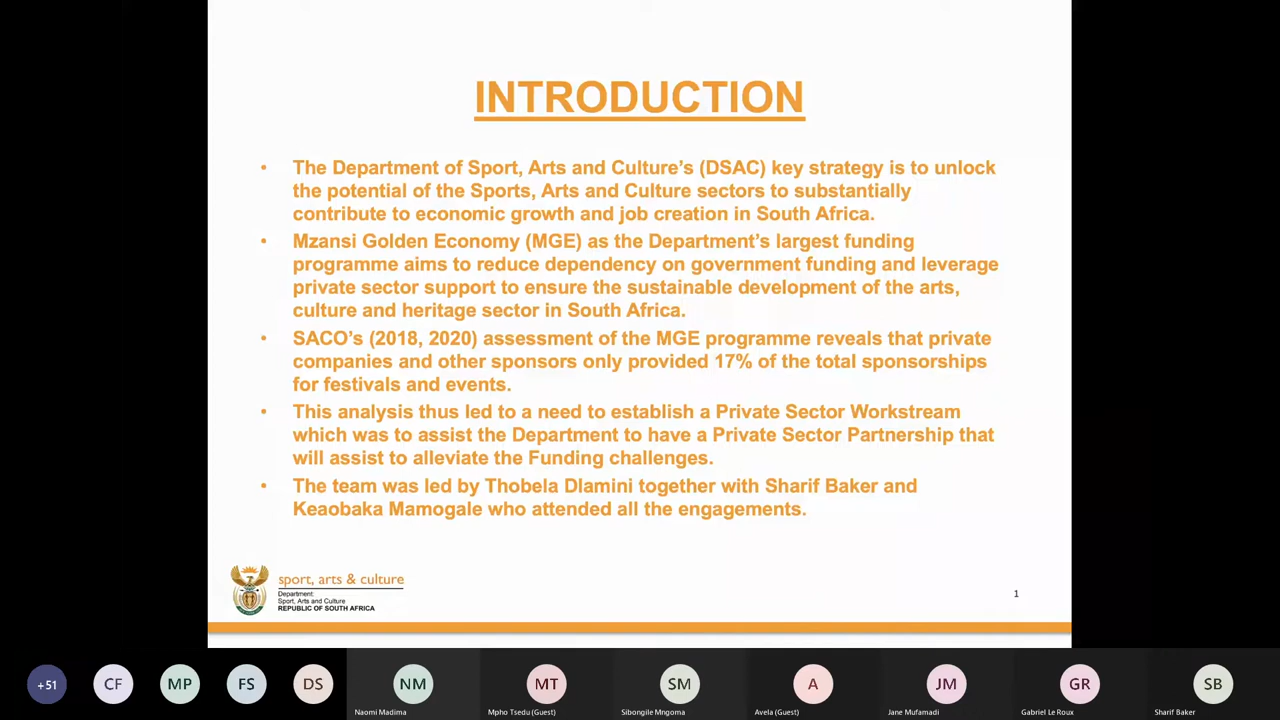 INTRODUCTION
• The Department of Sport, Arts and Culture's (DSAC) key strategy is to unlock
the potential of the Sports, Arts and Culture sectors to substantially
contribute to economic growth and job creation in South Africa.
• Mzansi Golden Economy (MGE) as the Department's largest funding
programme aims to reduce dependency on government funding and leverage
private sector support to ensure the sustainable development of the arts,
culture and heritage sector in South Africa.
• SACO's (2018, 2020) assessment of the MGE programme reveals that private
companies and other sponsors only provided 17% of the total sponsorships
for festivals and events.
• This analysis thus led to a need to establish a Private Sector Workstream
which was to assist the Department to have a Private Sector Partnership that
will assist to alleviate the Funding challenges.
• The team was led by Thobela Dlamini together with Sharif Baker and
Keaobaka Mamogale who attended all the engagements.
sport, arts & culture
Department:
Sport, Arts and Culture
REPUBLIC OF SOUTH AFRICA
1
+51 CF MP FS DS NM MT SM A JM GR SB
Naomi Madima Mpho Tsedu (Guest) Sibongile Mngoma Avela (Guest) Jane Mufamadi Gabriel Le Roux Sharif Baker